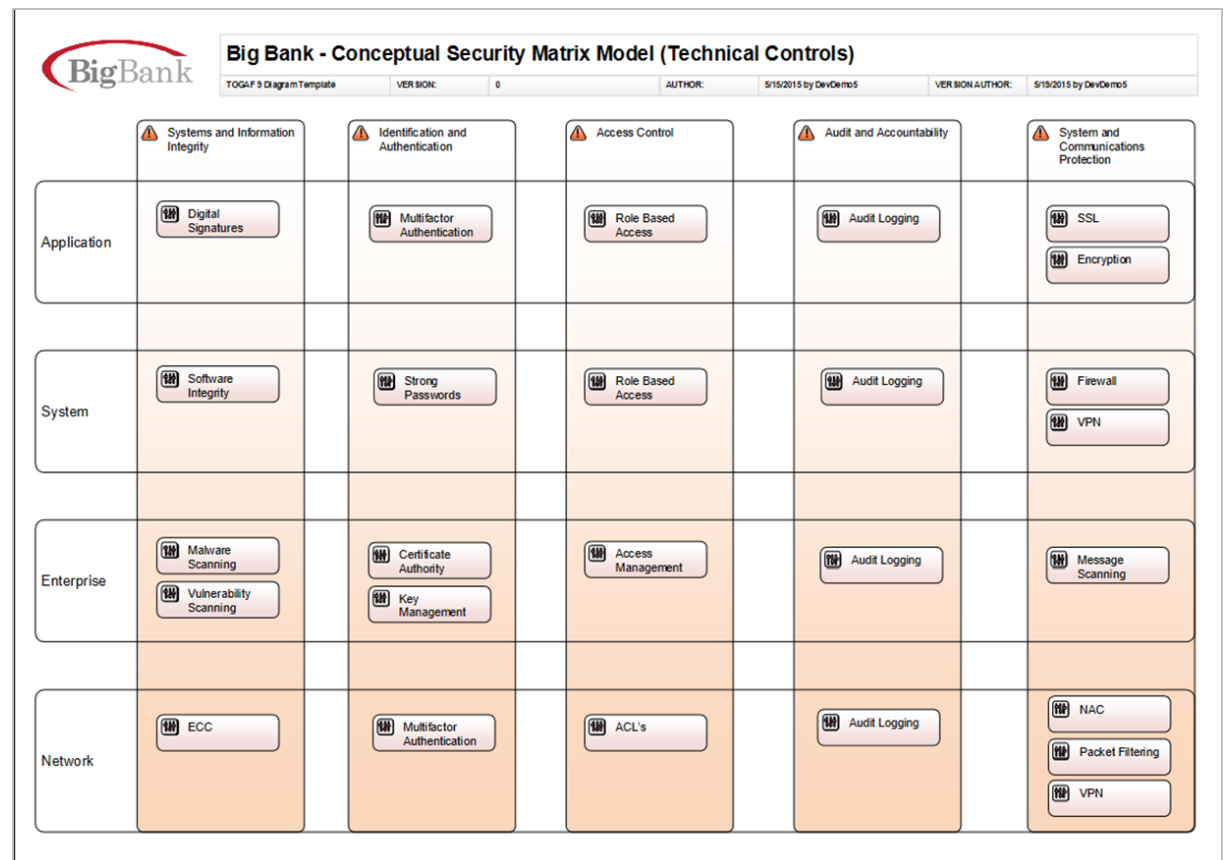 BigBank
Big Bank - Conceptual Security Matrix Model (Technical Controls)
TOGAF 9 Diagram Template VERSION: 0 AUTHOR: 5/15/2015 by DevDemo5 VERSION AUTHOR: 5/19/2015 by DevDemo5
Systems and Information
Integrity
Identification and
Authentication
Access Control
Audit and Accountability
System and
Communications
Protection
Application
Digital
Signatures
Multifactor
Authentication
Role Based
Access
Audit Logging
SSL
Encryption
System
Software
Integrity
Strong
Passwords
Role Based
Access
Audit Logging
Firewall
VPN
Enterprise
Malware
Scanning
Vulnerability
Scanning
Certificate
Authority
Key
Management
Access
Management
Audit Logging
Message
Scanning
Network
ECC
Multifactor
Authentication
ACL's
Audit Logging
NAC
Packet Filtering
VPN